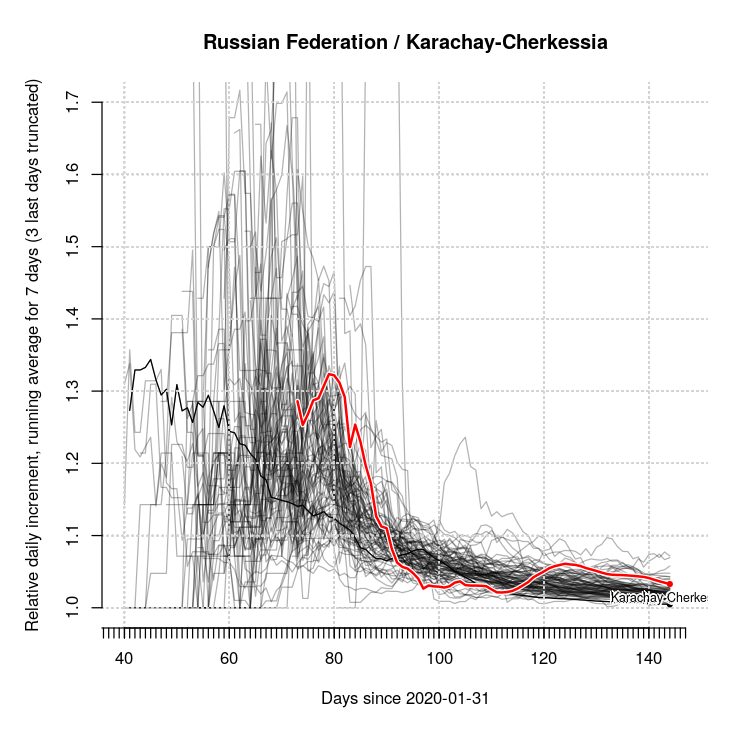 Russian Federation / Karachay-Cherkessia
Relative daily increment, running average for 7 days (3 last days truncated)
1.7
1.6
1.5
1.4
1.3
1.2
1.1
1.0
Karachay-Cherkes
40 60 80 100 120 140
Days since 2020-01-31